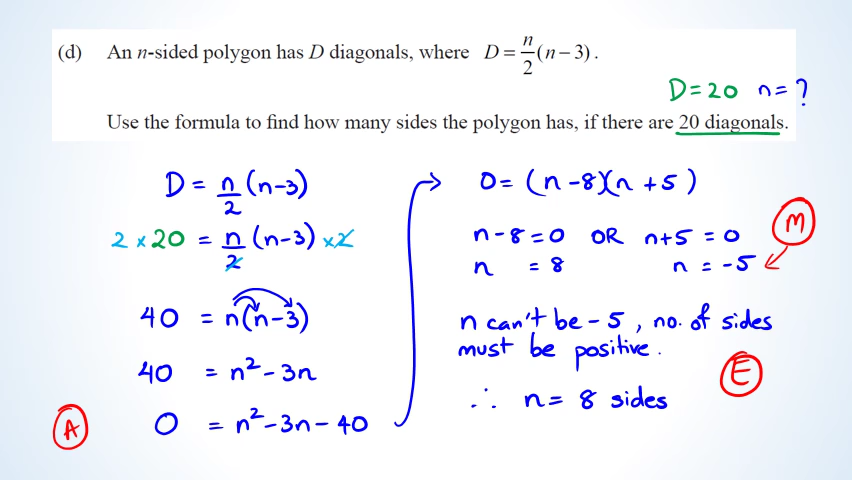 (d) An n-sided polygon has D diagonals, where D = n/2 (n − 3).
D = 20 n = ?
Use the formula to find how many sides the polygon has, if there are 20 diagonals.
D = n/2 (n-3)
2 × 20 = n/2 (n-3) × 2
40 = n(n-3)
40 = n² - 3n
A 0 = n² - 3n - 40
0 = (n - 8)(n + 5)
M
n - 8 = 0 OR n + 5 = 0
n = 8 n = -5
n can't be -5, no. of sides
must be positive.
E
∴ n = 8 sides